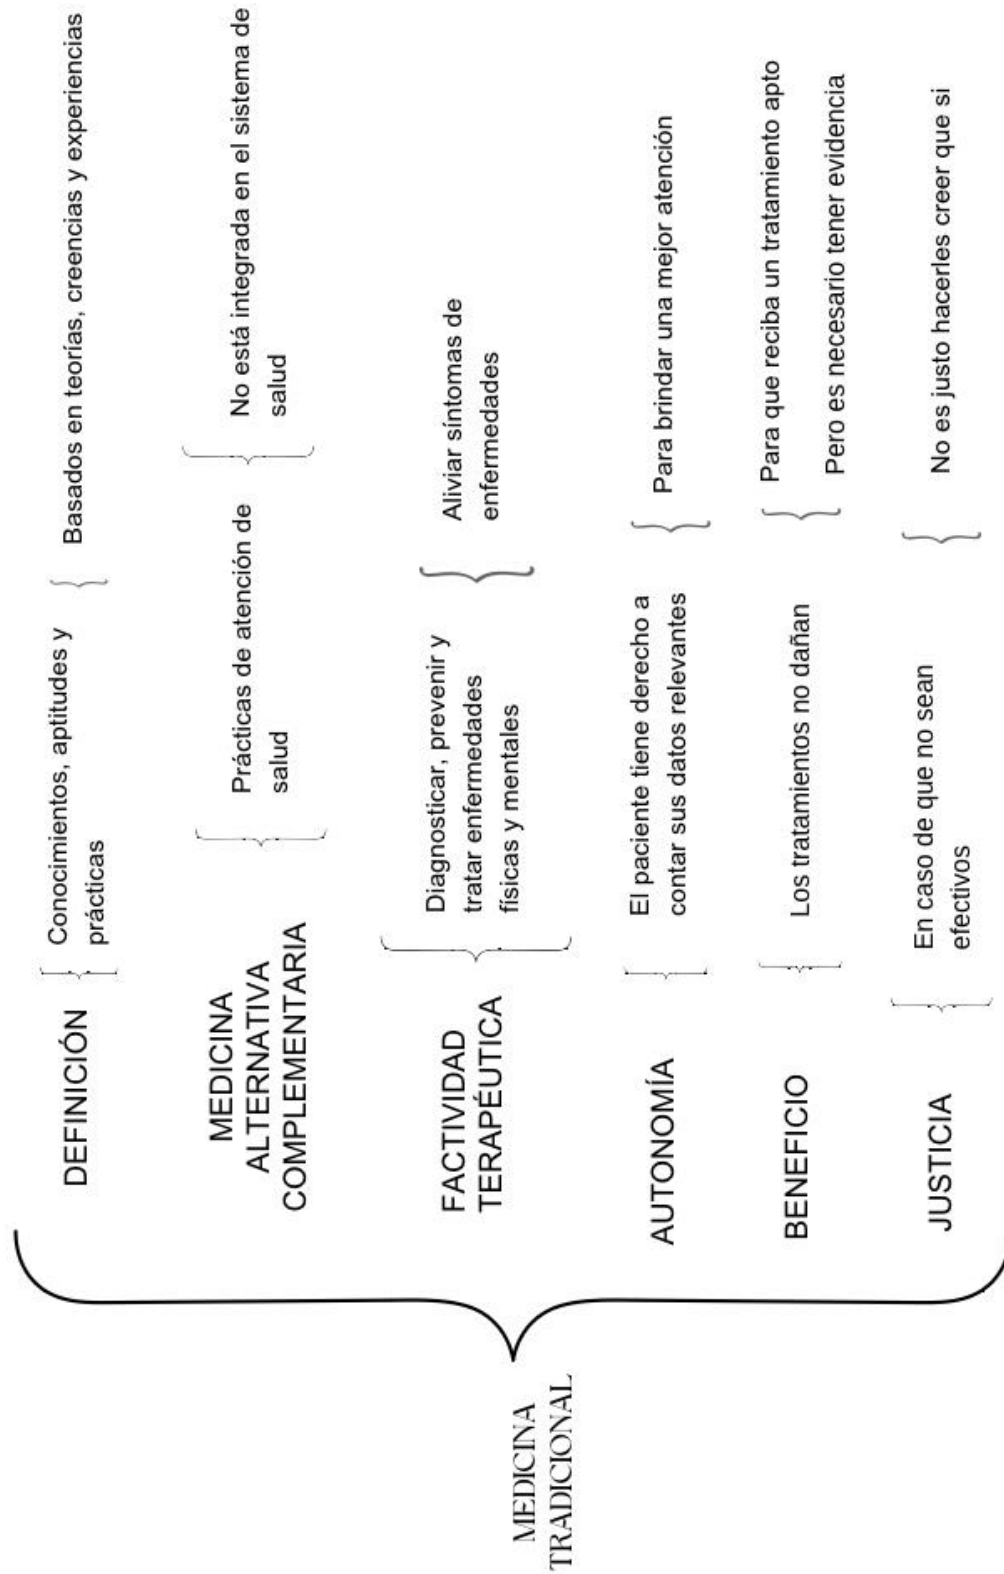 MEDICINA
TRADICIONAL
DEFINICIÓN
Conocimientos, aptitudes y
prácticas
Basados en teorías, creencias y experiencias
MEDICINA
ALTERNATIVA
COMPLEMENTARIA
Prácticas de atención de
salud
No está integrada en el sistema de
salud
FACTIVIDAD
TERAPÉUTICA
Diagnosticar, prevenir y
tratar enfermedades
físicas y mentales
Aliviar síntomas de
enfermedades
AUTONOMÍA
El paciente tiene derecho a
contar sus datos relevantes
Para brindar una mejor atención
BENEFICIO
Los tratamientos no dañan
Para que reciba un tratamiento apto
Pero es necesario tener evidencia
JUSTICIA
En caso de que no sean
efectivos
No es justo hacerles creer que si